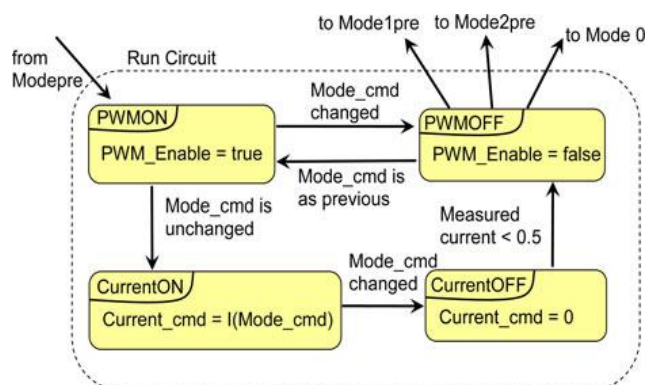 to Mode1pre
to Mode2pre
to Mode 0
from
Modepre
Run Circuit
PWMON
PWM_Enable = true
Mode_cmd
changed
PWMOFF
PWM_Enable = false
Mode_cmd is
as previous
Mode_cmd is
unchanged
Measured
current < 0.5
CurrentON
Current_cmd = I(Mode_cmd)
Mode_cmd
changed
CurrentOFF
Current_cmd = 0